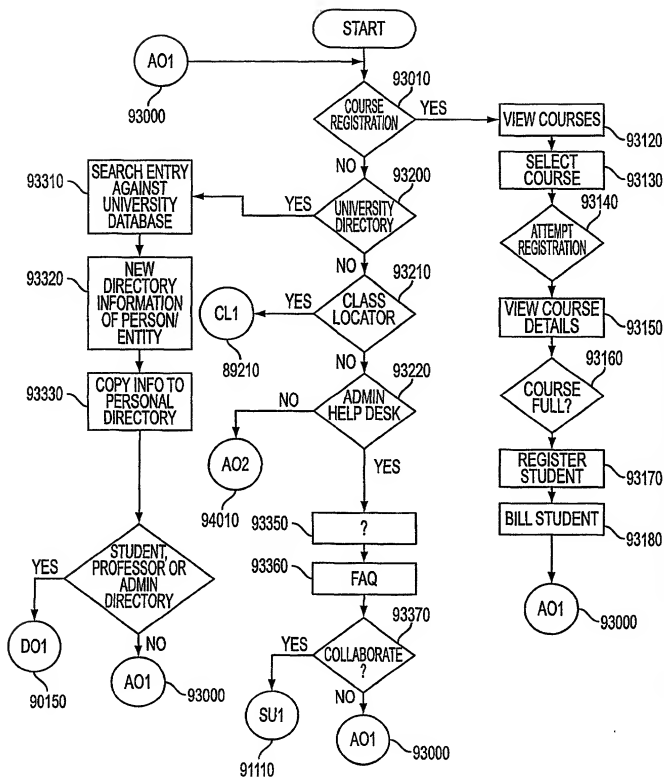 START
AO1
93000
COURSE
REGISTRATION
93010
YES
NO
VIEW COURSES
93120
SELECT
COURSE
93130
93140
ATTEMPT
REGISTRATION
VIEW COURSE
DETAILS
93150
93160
COURSE
FULL?
REGISTER
STUDENT
93170
BILL STUDENT
93180
AO1
93000
93200
UNIVERSITY
DIRECTORY
YES
NO
93310
SEARCH ENTRY
AGAINST
UNIVERSITY
DATABASE
93320
NEW
DIRECTORY
INFORMATION
OF PERSON/
ENTITY
93330
COPY INFO TO
PERSONAL
DIRECTORY
STUDENT,
PROFESSOR OR
ADMIN
DIRECTORY
YES
NO
DO1
90150
AO1
93000
93210
CLASS
LOCATOR
YES
NO
CL1
89210
93220
ADMIN
HELP DESK
NO
YES
AO2
94010
93350
?
93360
FAQ
93370
COLLABORATE
?
YES
NO
SU1
91110
AO1
93000